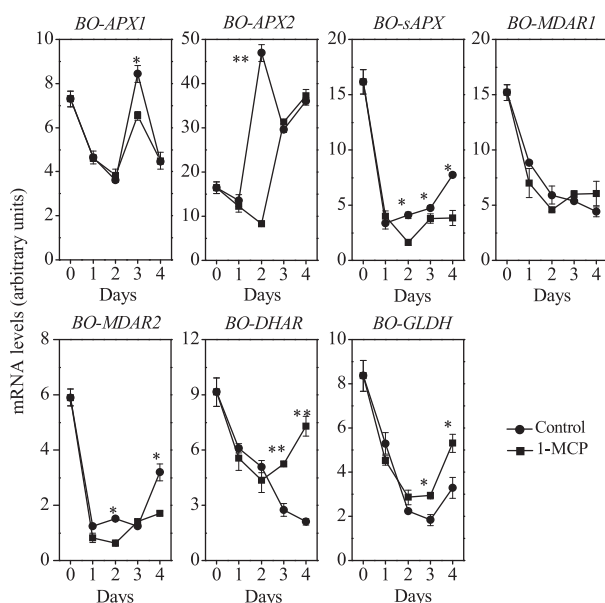 BO-APX1 BO-APX2 BO-sAPX BO-MDAR1
10 50 20 20
8 40 15 15
6 30 10 10
4 20 5 5
2 10
0 0 0 0
* ** * * *
0 1 2 3 4 0 1 2 3 4 0 1 2 3 4 0 1 2 3 4
Days Days Days Days
mRNA levels (arbitrary units)
BO-MDAR2 BO-DHAR BO-GLDH
8 12 10
6 9 8
4 6 6
2 3 4
0 0 2
0
* * ** ** * *
0 1 2 3 4 0 1 2 3 4 0 1 2 3 4
Days Days Days
Control
1-MCP